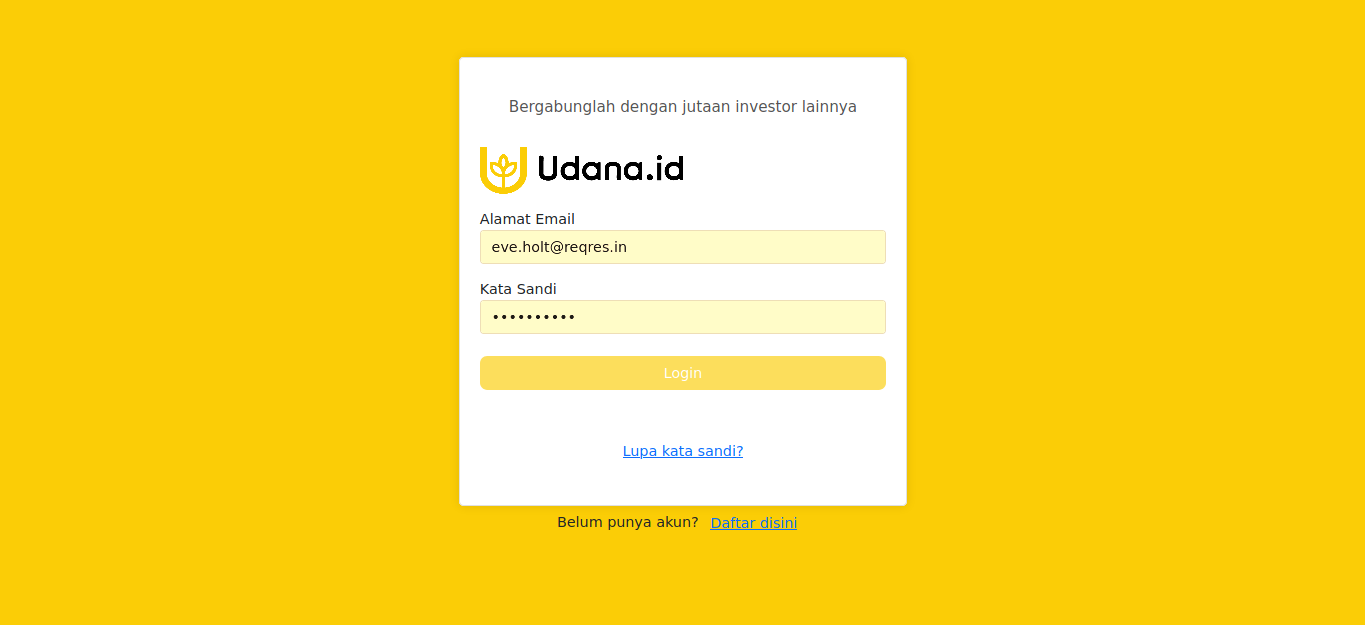 Bergabunglah dengan jutaan investor lainnya
Udana.id
Alamat Email
eve.holt@reqres.in
Kata Sandi
••••••••••
Login
Lupa kata sandi?
Belum punya akun? Daftar disini